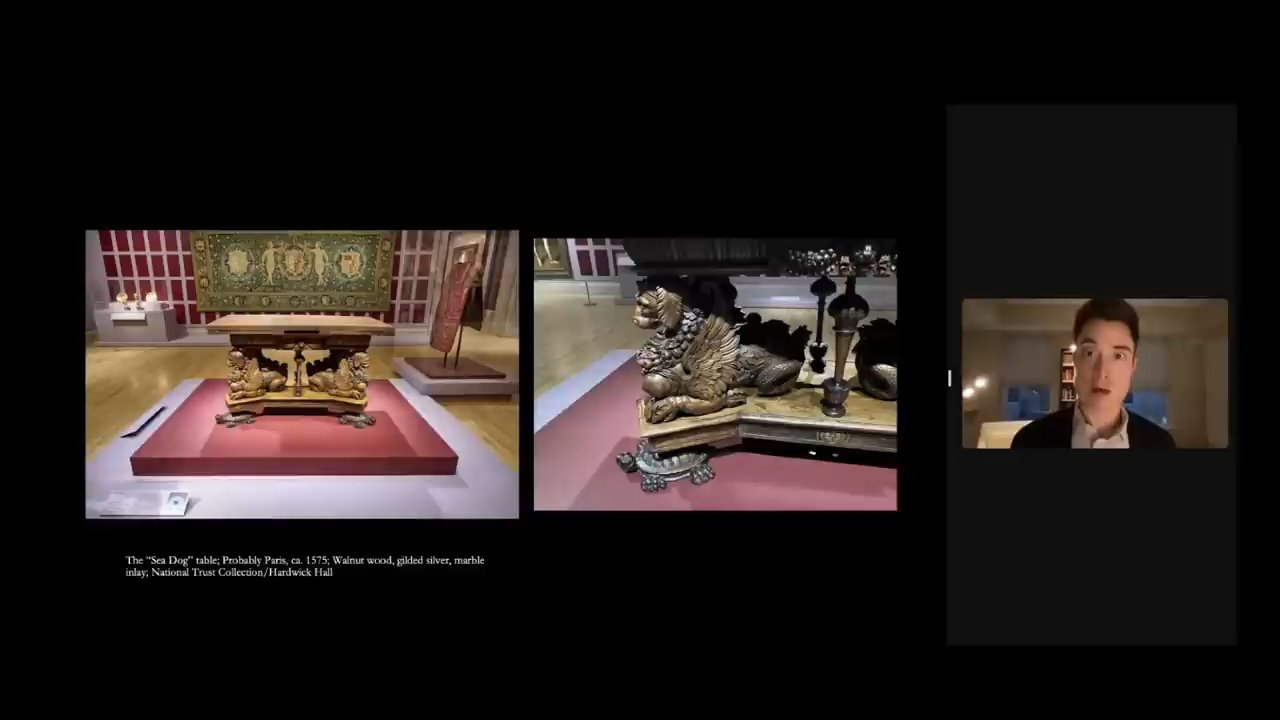 The "Sea Dog" table; Probably Paris, ca. 1575; Walnut wood, gilded silver, marble
inlay; National Trust Collection/Hardwick Hall